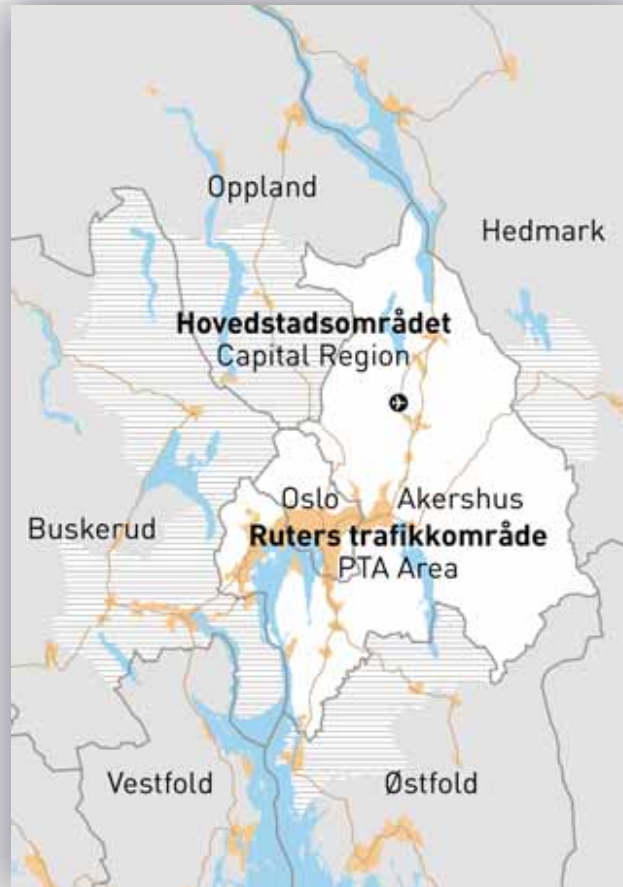 Oppland
Hedmark
Hovedstadsområdet
Capital Region
Oslo
Akershus
Buskerud
Ruters trafikkområde
PTA Area
Vestfold
Østfold